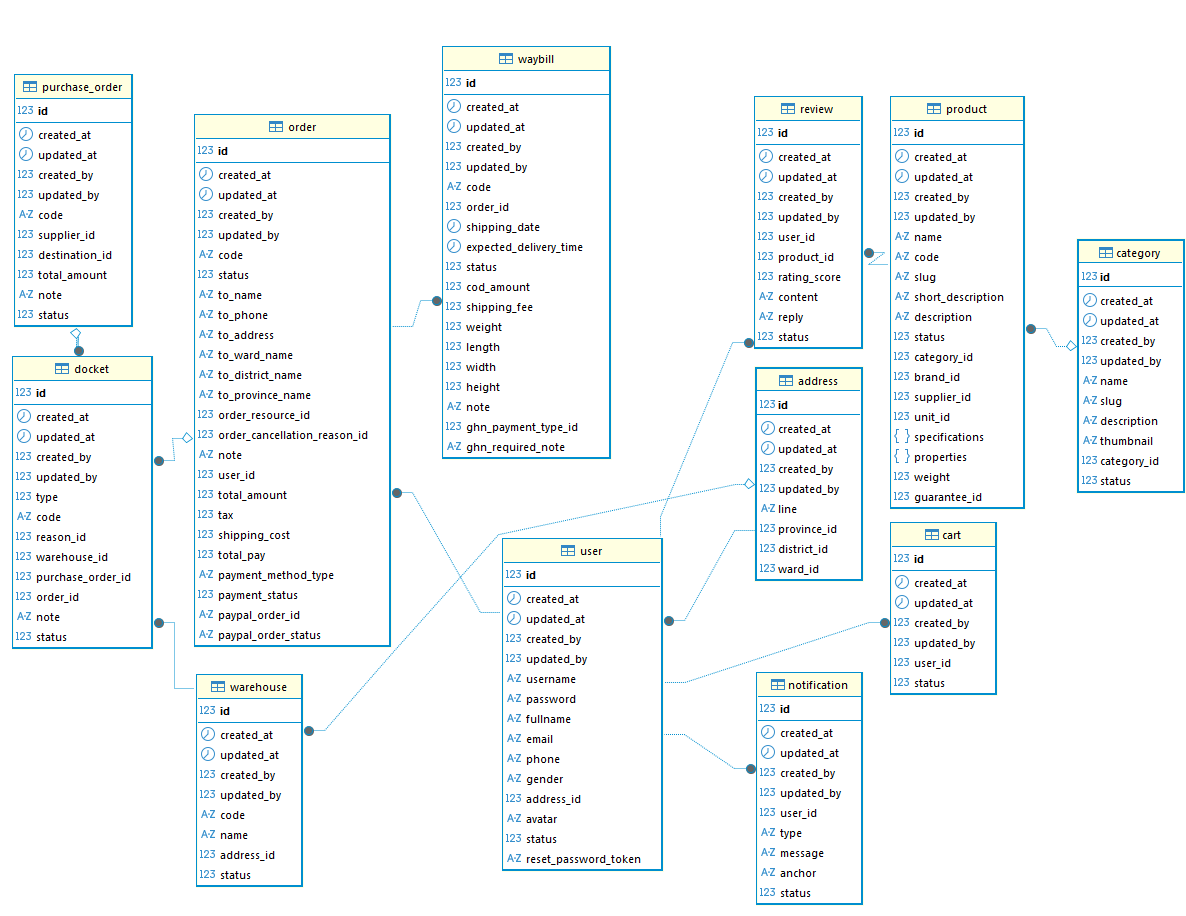 purchase_order
123 id
created_at
updated_at
123 created_by
123 updated_by
A-Z code
123 supplier_id
123 destination_id
123 total_amount
A-Z note
123 status
docket
123 id
created_at
updated_at
123 created_by
123 updated_by
123 type
A-Z code
123 reason_id
123 warehouse_id
123 purchase_order_id
123 order_id
A-Z note
123 status
order
123 id
created_at
updated_at
123 created_by
123 updated_by
A-Z code
123 status
A-Z to_name
A-Z to_phone
A-Z to_address
A-Z to_ward_name
A-Z to_district_name
A-Z to_province_name
123 order_resource_id
123 order_cancellation_reason_id
A-Z note
123 user_id
123 total_amount
123 tax
123 shipping_cost
123 total_pay
A-Z payment_method_type
123 payment_status
A-Z paypal_order_id
A-Z paypal_order_status
warehouse
123 id
created_at
updated_at
123 created_by
123 updated_by
A-Z code
A-Z name
123 address_id
123 status
waybill
123 id
created_at
updated_at
123 created_by
123 updated_by
A-Z code
123 order_id
shipping_date
expected_delivery_time
123 status
123 cod_amount
123 shipping_fee
123 weight
123 length
123 width
123 height
A-Z note
123 ghn_payment_type_id
A-Z ghn_required_note
user
123 id
created_at
updated_at
123 created_by
123 updated_by
A-Z username
A-Z password
A-Z fullname
A-Z email
A-Z phone
A-Z gender
123 address_id
A-Z avatar
123 status
A-Z reset_password_token
review
123 id
created_at
updated_at
123 created_by
123 updated_by
123 user_id
123 product_id
123 rating_score
A-Z content
A-Z reply
123 status
address
123 id
created_at
updated_at
123 created_by
123 updated_by
A-Z line
123 province_id
123 district_id
123 ward_id
notification
123 id
created_at
updated_at
123 created_by
123 updated_by
123 user_id
A-Z type
A-Z message
A-Z anchor
123 status
product
123 id
created_at
updated_at
123 created_by
123 updated_by
A-Z name
A-Z code
A-Z slug
A-Z short_description
A-Z description
123 status
123 category_id
123 brand_id
123 supplier_id
123 unit_id
{ } specifications
{ } properties
123 weight
123 guarantee_id
cart
123 id
created_at
updated_at
123 created_by
123 updated_by
123 user_id
123 status
category
123 id
created_at
updated_at
123 created_by
123 updated_by
A-Z name
A-Z slug
A-Z description
A-Z thumbnail
123 category_id
123 status